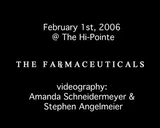 February 1st, 2006
@ The Hi-Pointe
THE FARMACEUTICALS
videography:
Amanda Schneidermeyer &
Stephen Angelmeier